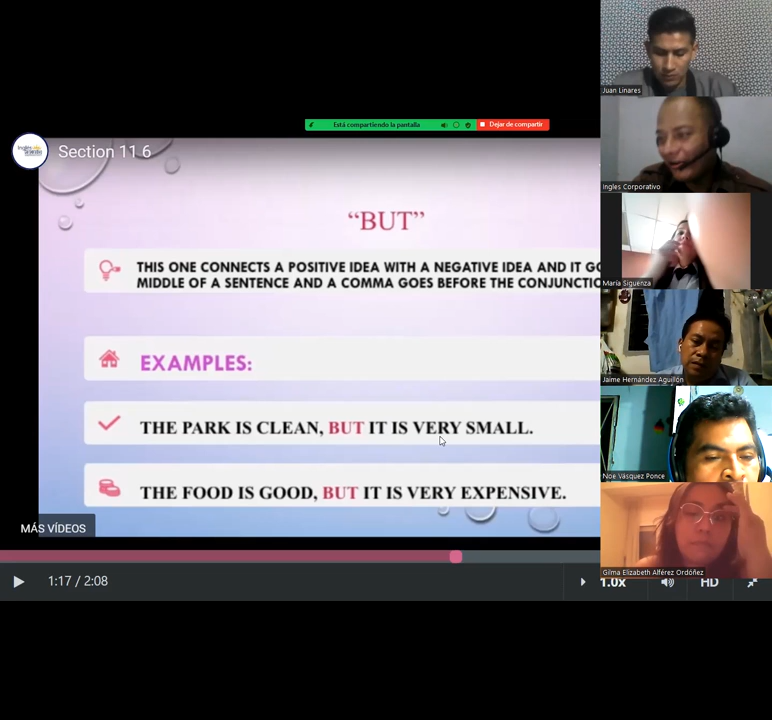 Está compartiendo la pantalla
Dejar de compartir
Section 11.6
“BUT”
THIS ONE CONNECTS A POSITIVE IDEA WITH A NEGATIVE IDEA AND IT GO
MIDDLE OF A SENTENCE AND A COMMA GOES BEFORE THE CONJUNCTIO
EXAMPLES:
THE PARK IS CLEAN, BUT IT IS VERY SMALL.
THE FOOD IS GOOD, BUT IT IS VERY EXPENSIVE.
MÁS VÍDEOS
1:17 / 2:08
1.0x
HD
Juan Linares
Ingles Corporativo
María Sigüenza
Jaime Hernández Aguillón
Noé Vásquez Ponce
Gilma Elizabeth Alférez Ordóñez